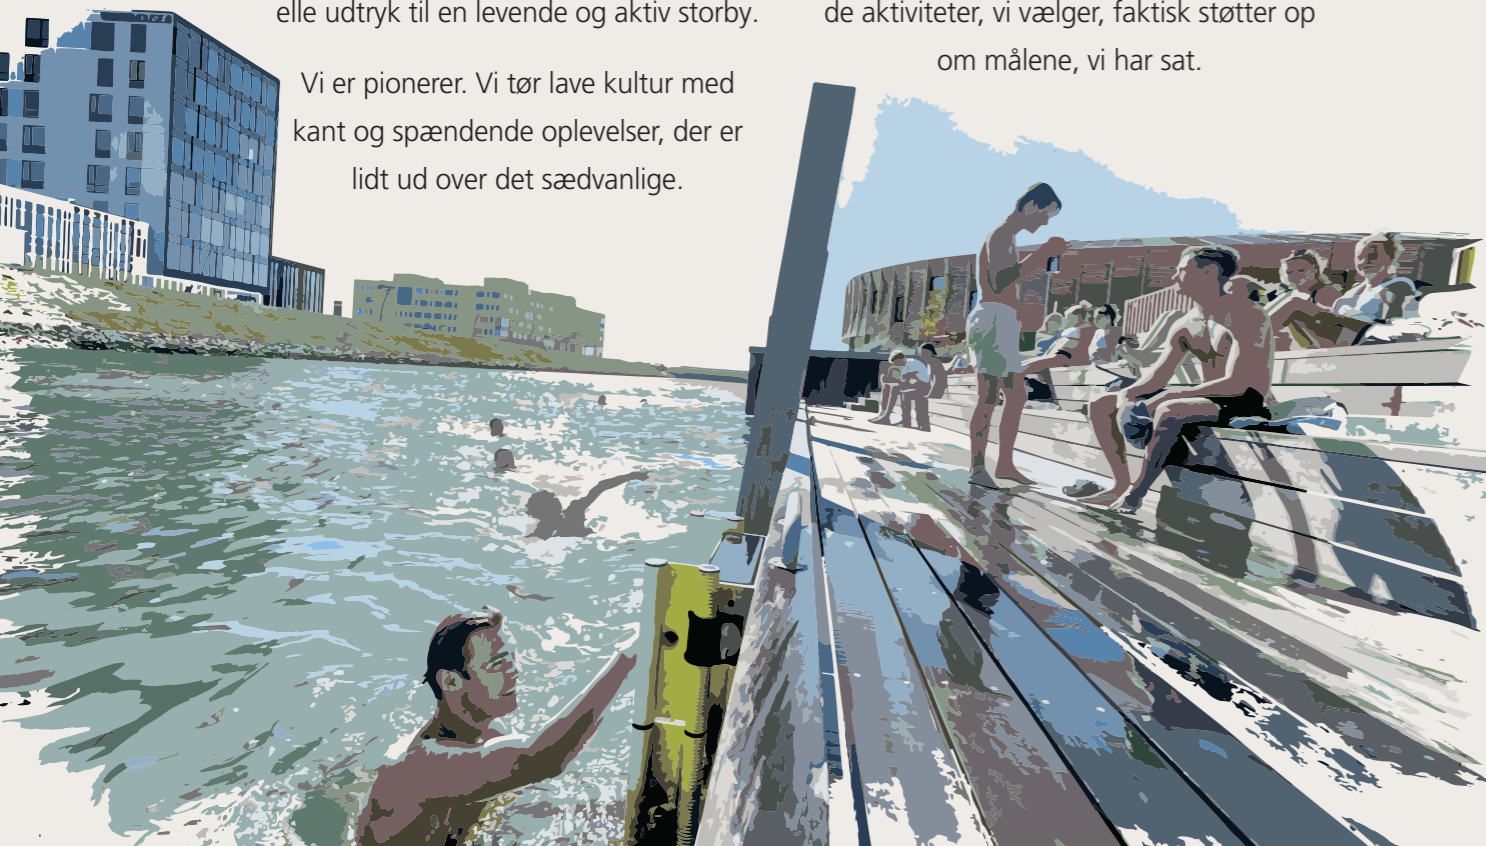 elle udtryk til en levende og aktiv storby.
Vi er pionerer. Vi tør lave kultur med
kant og spændende oplevelser, der er
lidt ud over det sædvanlige.
de aktiviteter, vi vælger, faktisk støtter op
om målene, vi har sat.